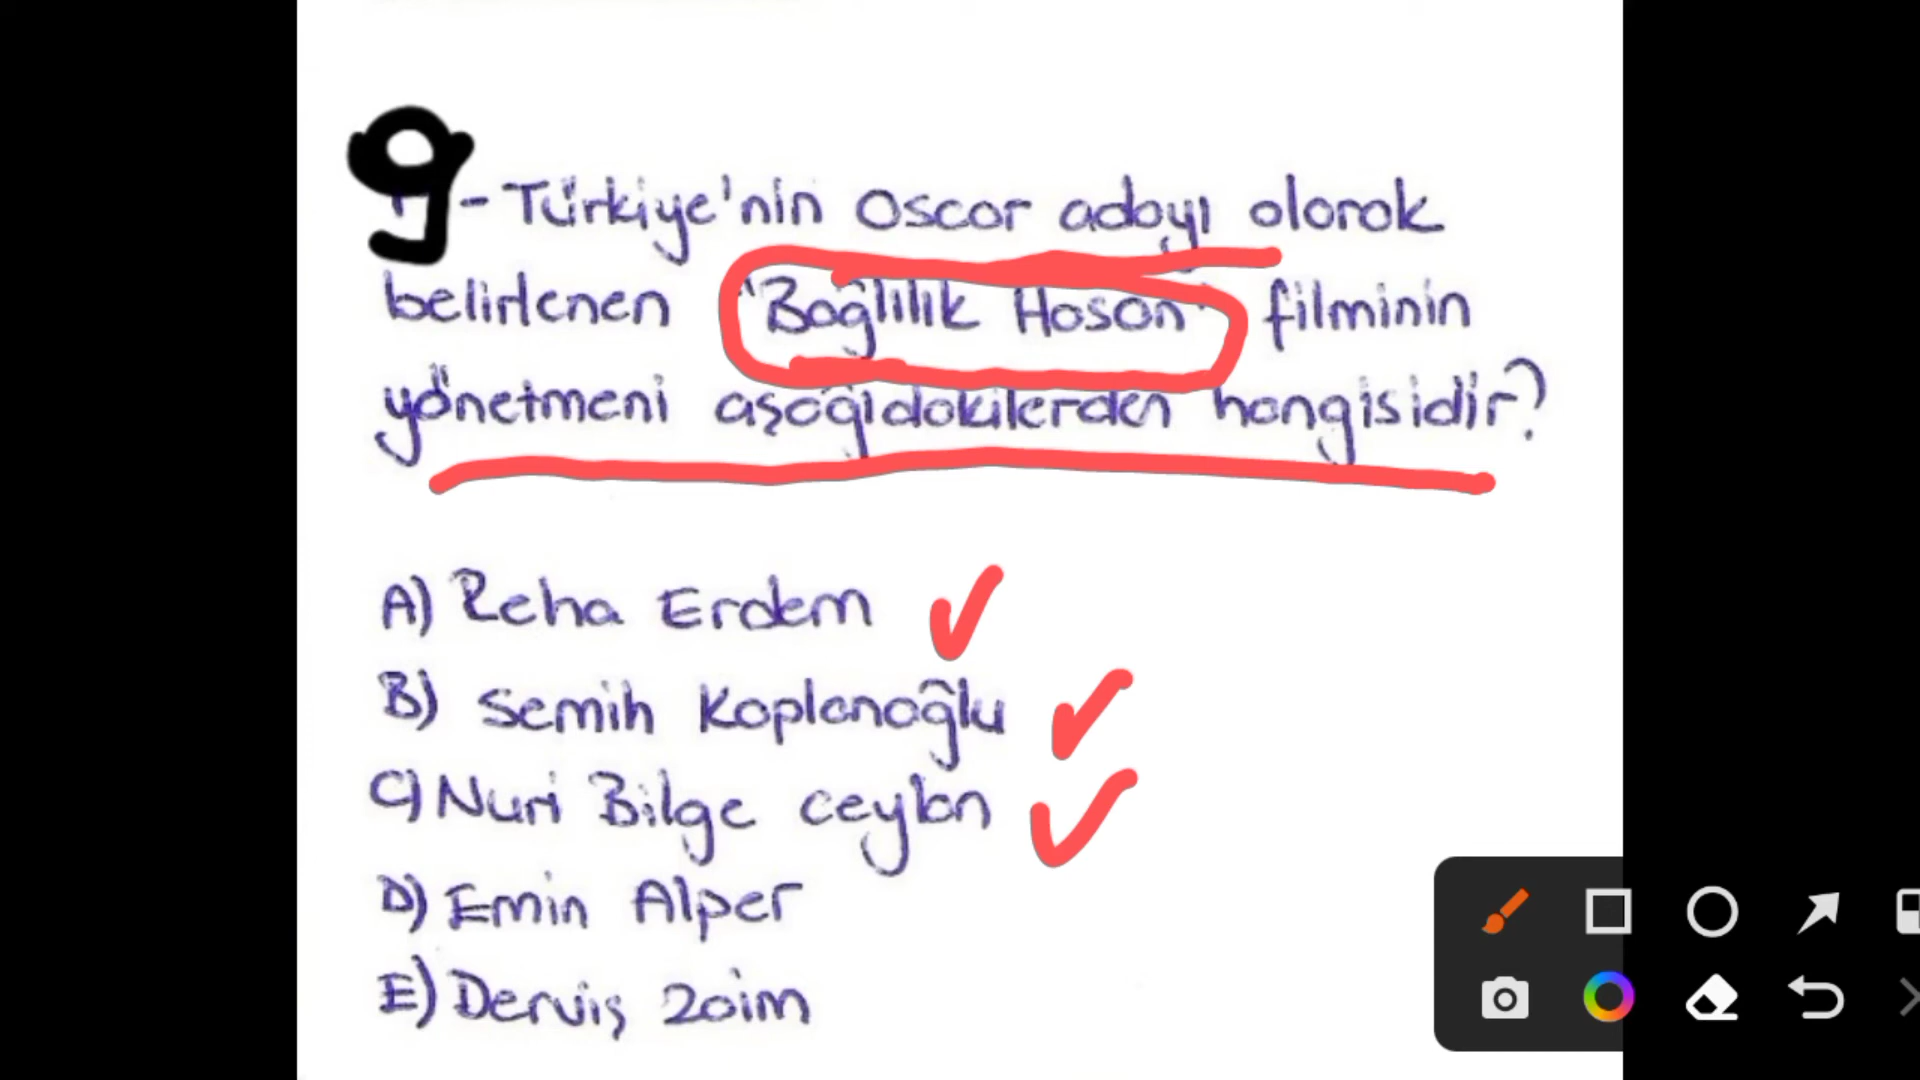 9-Türkiye'nin Oscar adayı olarak
belirlenen "Bağlılık Hasan" filminin
yönetmeni aşağıdakilerden hangisidir?
A) Reha Erdem
B) Semih Kaplanoğlu
C) Nuri Bilge Ceylan
D) Emin Alper
E) Derviş Zaim